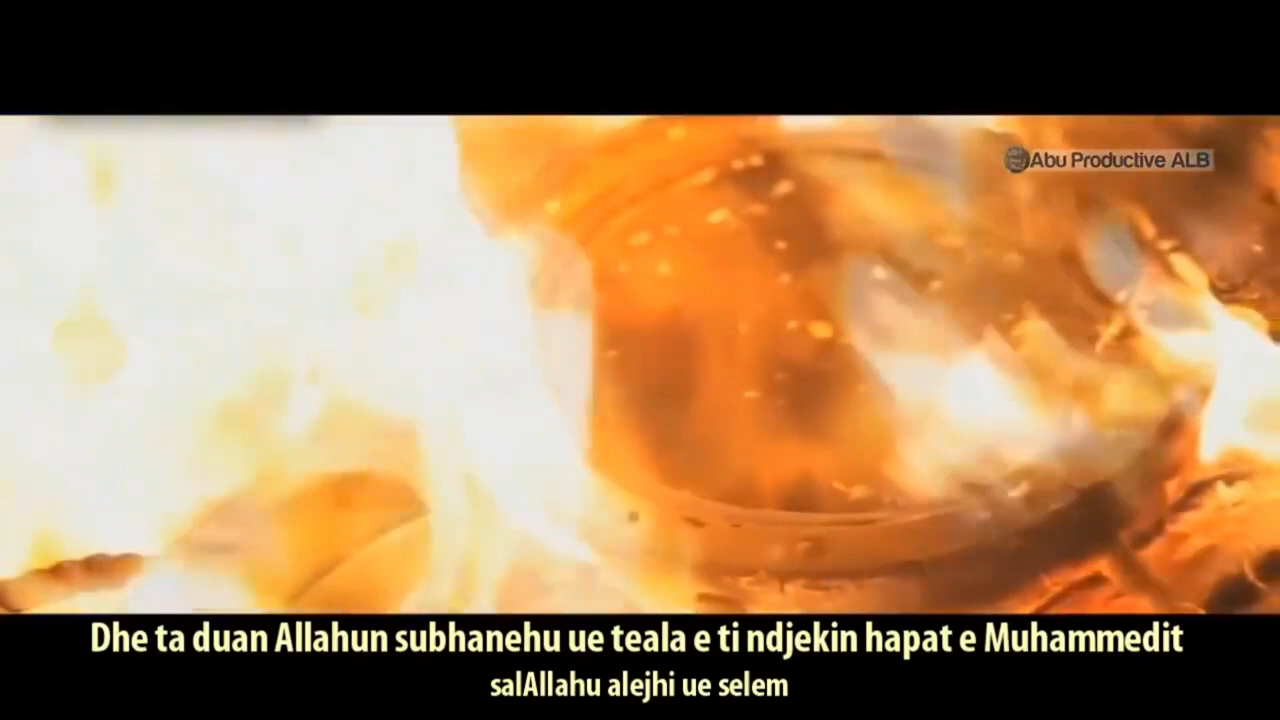 Abu Productive ALB
Dhe ta duan Allahun subhanehu ue teala e ti ndjekin hapat e Muhammedit
salAllahu alejhi ue selem